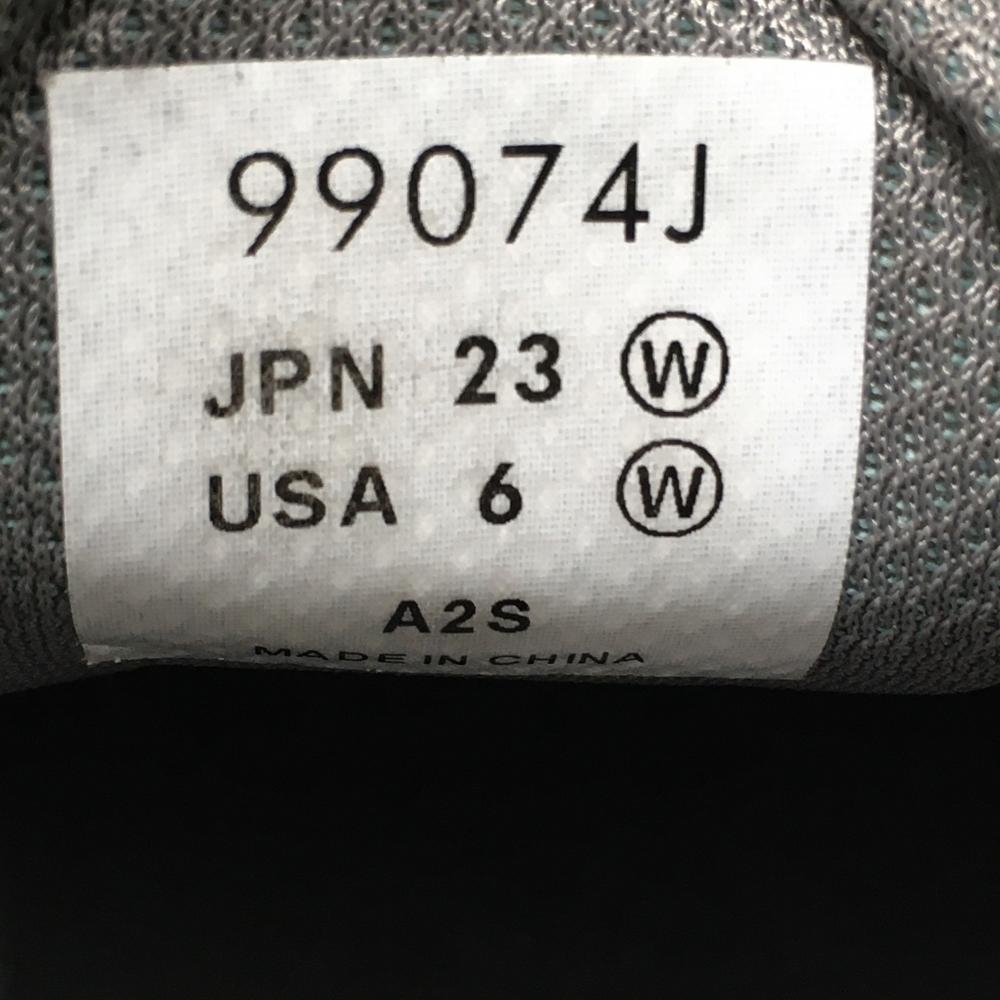 99074J
JPN 23 Ⓦ
USA 6 Ⓦ
A2S
MADE IN CHINA